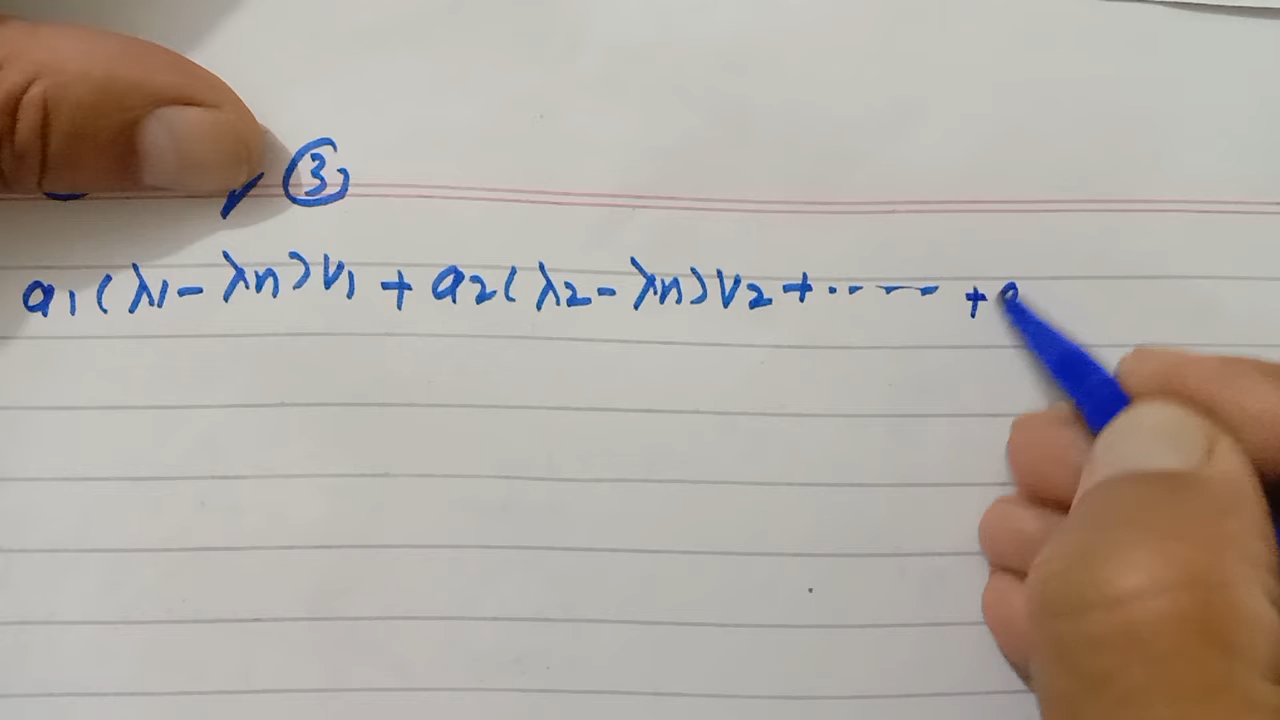 ③
a₁(λ₁-λn)v₁ + a₂(λ₂-λn)v₂+------ +